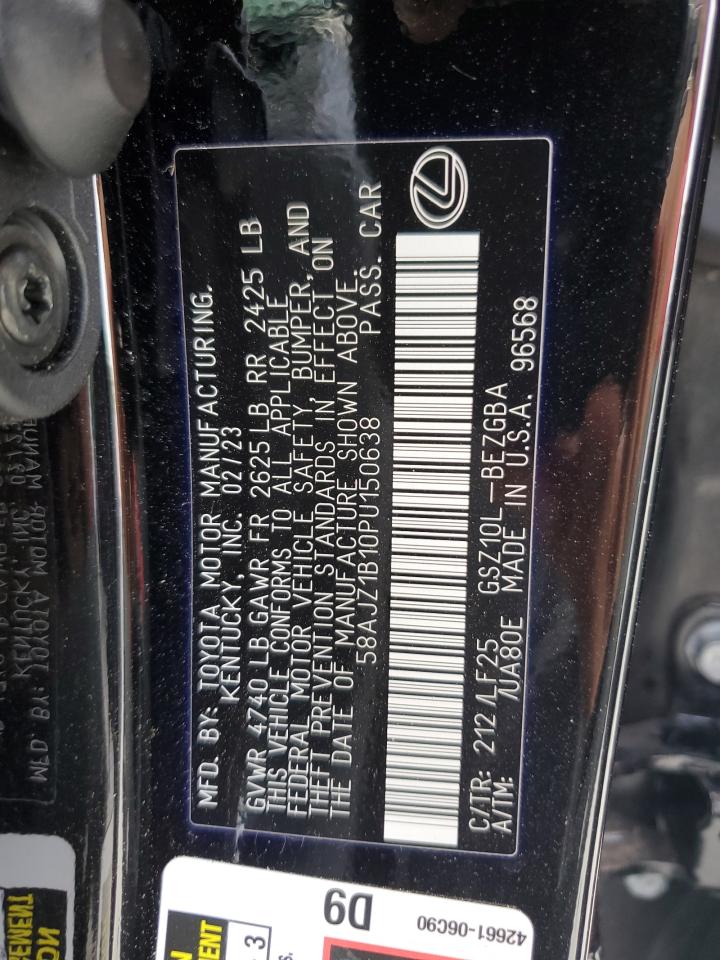 MFD. BY: TOYOTA MOTOR MANUFACTURING.
KENTUCKY, INC. 02/23
GVWR 4740 LB GAWR FR 2625 LB RR 2425 LB
THIS VEHICLE CONFORMS TO ALL APPLICABLE
FEDERAL MOTOR VEHICLE SAFETY, BUMPER, AND
THEFT PREVENTION STANDARDS IN EFFECT ON
THE DATE OF MANUFACTURE SHOWN ABOVE.
58AJZ1B10PU150638 PASS. CAR
C/TR: 212 /LF25 GSZ10L-BEZGBA
A/TM: /UA80E MADE IN U.S.A. 96568
D9
42661-06C90